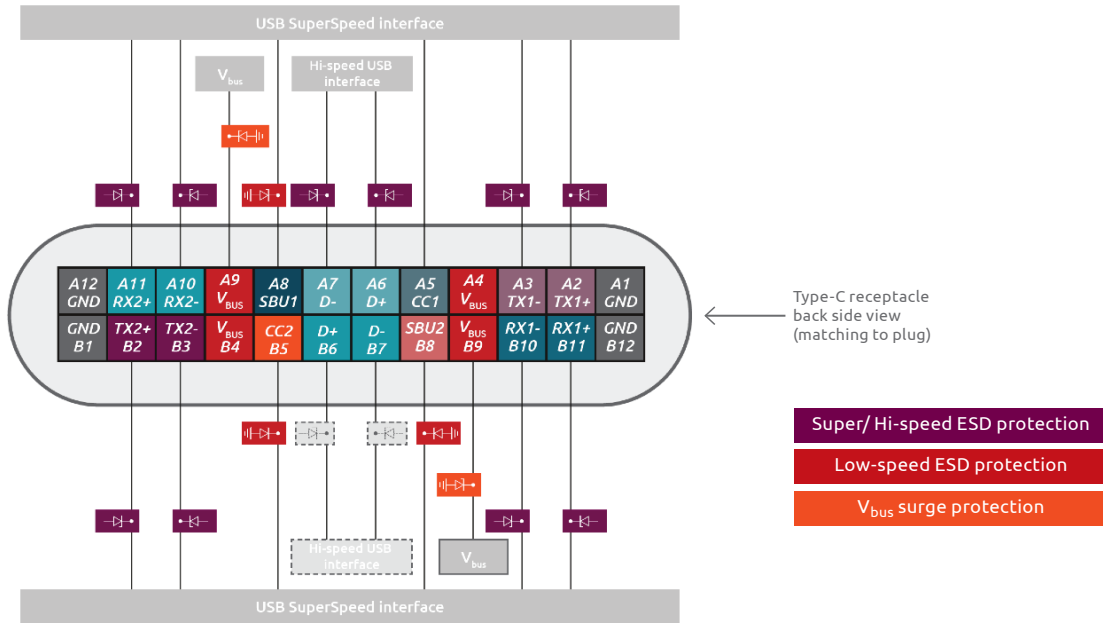 USB SuperSpeed interface
Vbus
Hi-speed USB
interface
A12 A11 A10 A9 A8 A7 A6 A5 A4 A3 A2 A1
GND RX2+ RX2- VBUS SBU1 D- D+ CC1 VBUS TX1- TX1+ GND
GND TX2+ TX2- VBUS CC2 D+ D- SBU2 VBUS RX1- RX1+ GND
B1 B2 B3 B4 B5 B6 B7 B8 B9 B10 B11 B12
Type-C receptacle
back side view
(matching to plug)
Super/ Hi-speed ESD protection
Low-speed ESD protection
Vbus surge protection
Hi-speed USB
interface
Vbus
USB SuperSpeed interface